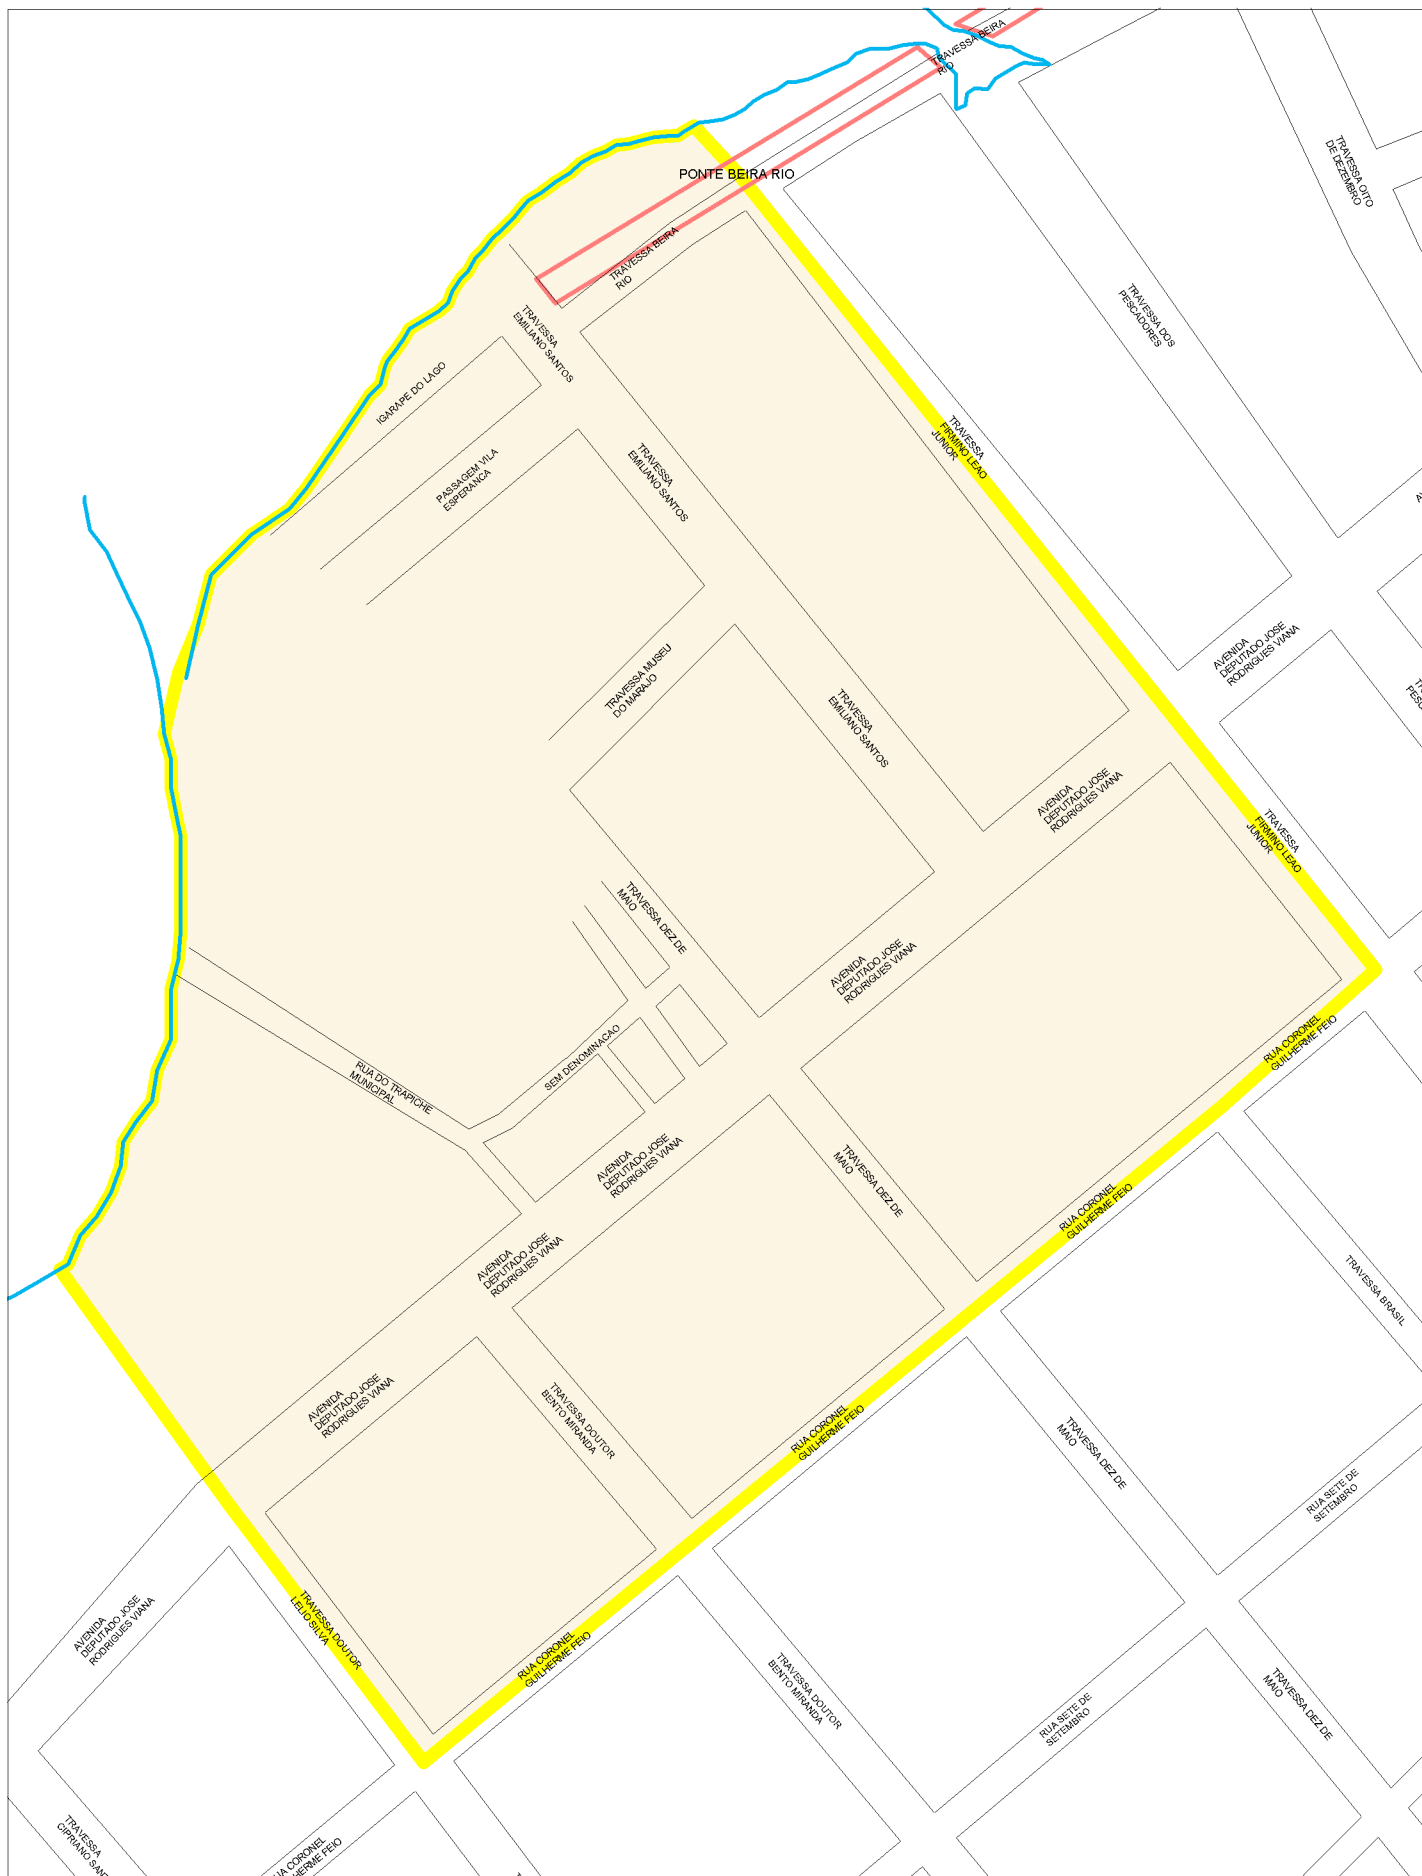 TRAVESSA BEIRA
RIO
PONTE BEIRA RIO
TRAVESSA OITO
DE DEZEMBRO
TRAVESSA BEIRA
RIO
TRAVESSA
EMILIANO SANTOS
TRAVESSA DOS
PESCADORES
IGARAPE DO LAGO
PASSAGEM VILA
ESPERANCA
TRAVESSA
EMILIANO SANTOS
TRAVESSA
FIRMINO LEAO
JUNIOR
TRAVESSA MUSEU
DO MARAJO
TRAVESSA
EMILIANO SANTOS
AVENIDA
DEPUTADO JOSE
RODRIGUES VIANA
AVENIDA
DEPUTADO JOSE
RODRIGUES VIANA
TRAVESSA
FIRMINO LEAO
JUNIOR
TRAVESSA DEZ DE
MAIO
AVENIDA
DEPUTADO JOSE
RODRIGUES VIANA
SEM DENOMINACAO
RUA DO TRAPICHE
MUNICIPAL
RUA CORONEL
GUILHERME FEIO
AVENIDA
DEPUTADO JOSE
RODRIGUES VIANA
TRAVESSA DEZ DE
MAIO
RUA CORONEL
GUILHERME FEIO
AVENIDA
DEPUTADO JOSE
RODRIGUES VIANA
TRAVESSA BRASIL
AVENIDA
DEPUTADO JOSE
RODRIGUES VIANA
TRAVESSA DOUTOR
BENTO MIRANDA
RUA CORONEL
GUILHERME FEIO
TRAVESSA DEZ DE
MAIO
RUA SETE DE
SETEMBRO
AVENIDA
DEPUTADO JOSE
RODRIGUES VIANA
TRAVESSA DOUTOR
LELIO SILVA
RUA CORONEL
GUILHERME FEIO
TRAVESSA DOUTOR
BENTO MIRANDA
RUA SETE DE
SETEMBRO
TRAVESSA DEZ DE
MAIO
TRAVESSA
CIPRIANO
CORONEL
FEIO